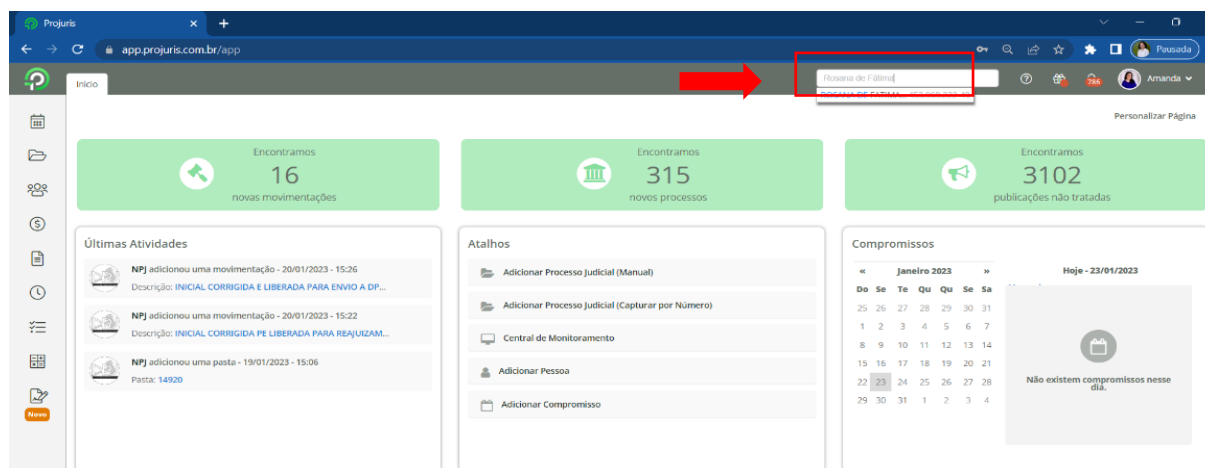 Projuris
app.projuris.com.br/app
Pausada
Início
Rosana de Fátima
ROSANA DE FATIMA
286
Amanda
Personalizar Página
Encontramos
16
novas movimentações
Encontramos
315
novos processos
Encontramos
3102
publicações não tratadas
Últimas Atividades
NPJ adicionou uma movimentação - 20/01/2023 - 15:26
Descrição: INICIAL CORRIGIDA E LIBERADA PARA ENVIO A DP...
NPJ adicionou uma movimentação - 20/01/2023 - 15:22
Descrição: INICIAL CORRIGIDA PE LIBERADA PARA REAJUIZAM...
NPJ adicionou uma pasta - 19/01/2023 - 15:06
Pasta: 14920
Atalhos
Adicionar Processo Judicial (Manual)
Adicionar Processo Judicial (Capturar por Número)
Central de Monitoramento
Adicionar Pessoa
Adicionar Compromisso
Compromissos
« Janeiro 2023 »
Do Se Te Qu Qu Se Sa
25 26 27 28 29 30 31
1 2 3 4 5 6 7
8 9 10 11 12 13 14
15 16 17 18 19 20 21
22 23 24 25 26 27 28
29 30 31 1 2 3 4
Hoje - 23/01/2023
Não existem compromissos nesse
dia.
Novo